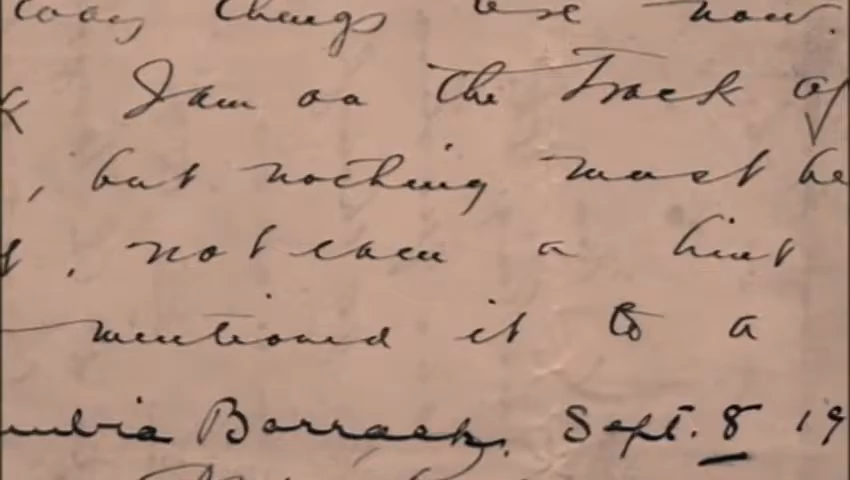 things are now.
I am on the Track of
, but nothing must be
, not even a hint
mentioned it to a
Barrack. Sept. 8 19